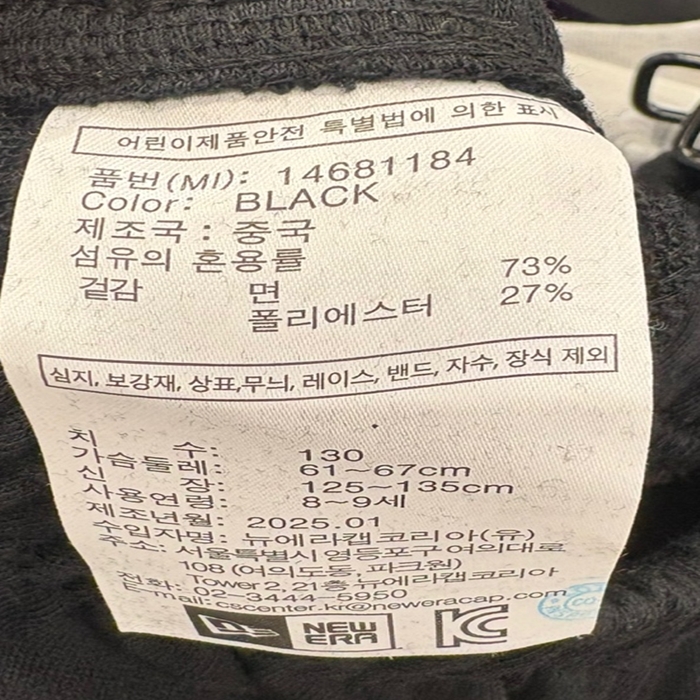 어린이제품안전 특별법에 의한 표시
품번(MI): 14681184
Color: BLACK
제조국: 중국
섬유의 혼용률
겉감 면 73%
폴리에스터 27%
심지, 보강재, 상표,무늬, 레이스, 밴드, 자수, 장식 제외
치 수: 130
가슴둘레: 61~67cm
신 장: 125~135cm
사용연령: 8~9세
제조년월: 2025.01
수입자명: 뉴에라캡코리아(유)
주소: 서울특별시 영등포구 여의대로
108 (여의도동, 파크원)
Tower 2, 21층 뉴에라캡코리아
전화: 02-3444-5950
E-mail: cscenter.kr@neweracap.com
NEW ERA
KC